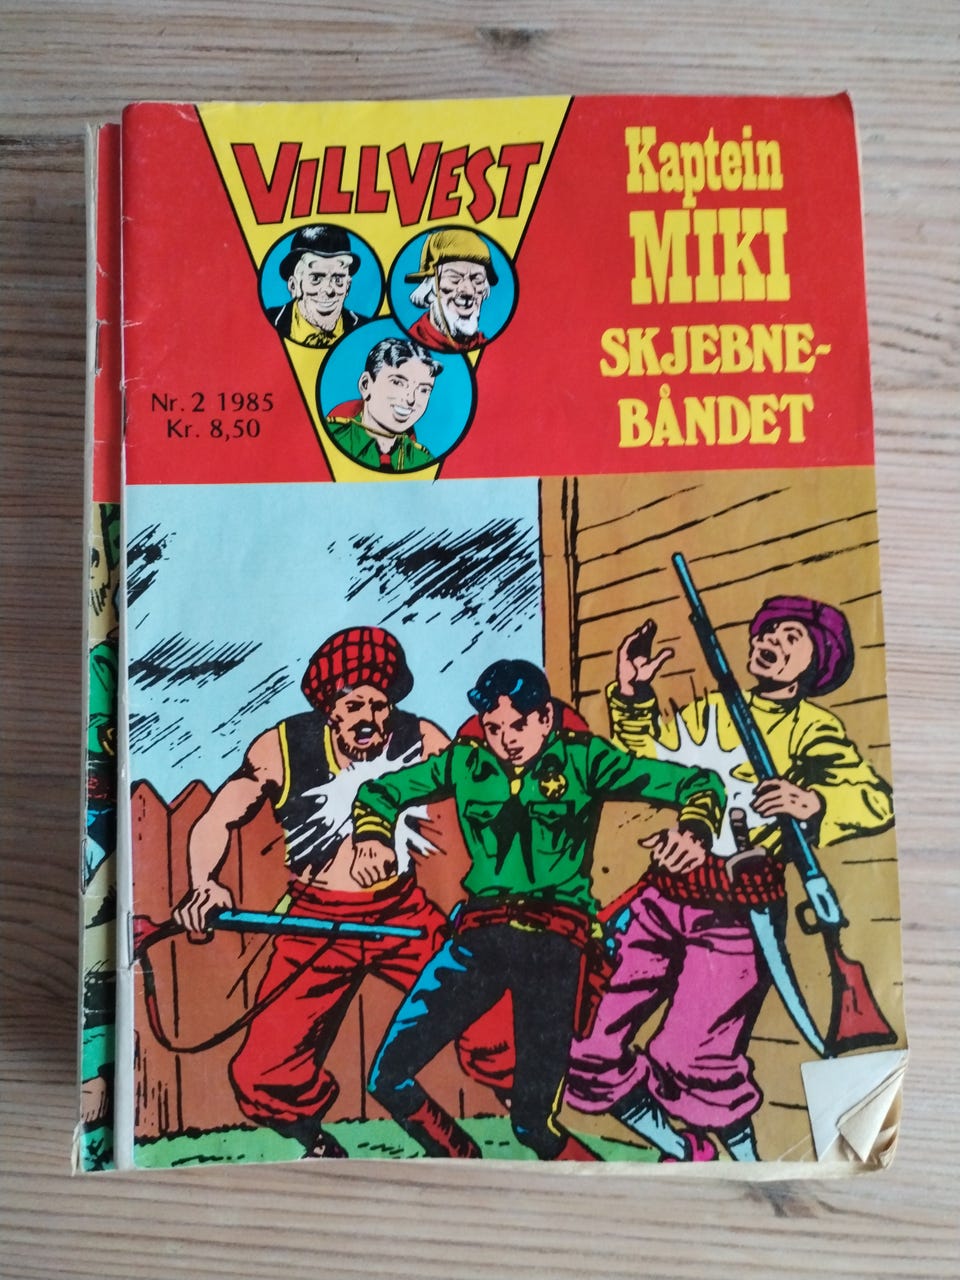 VILLVEST
Kaptein
MIKI
SKJEBNE-
BÅNDET
Nr. 2 1985
Kr. 8,50